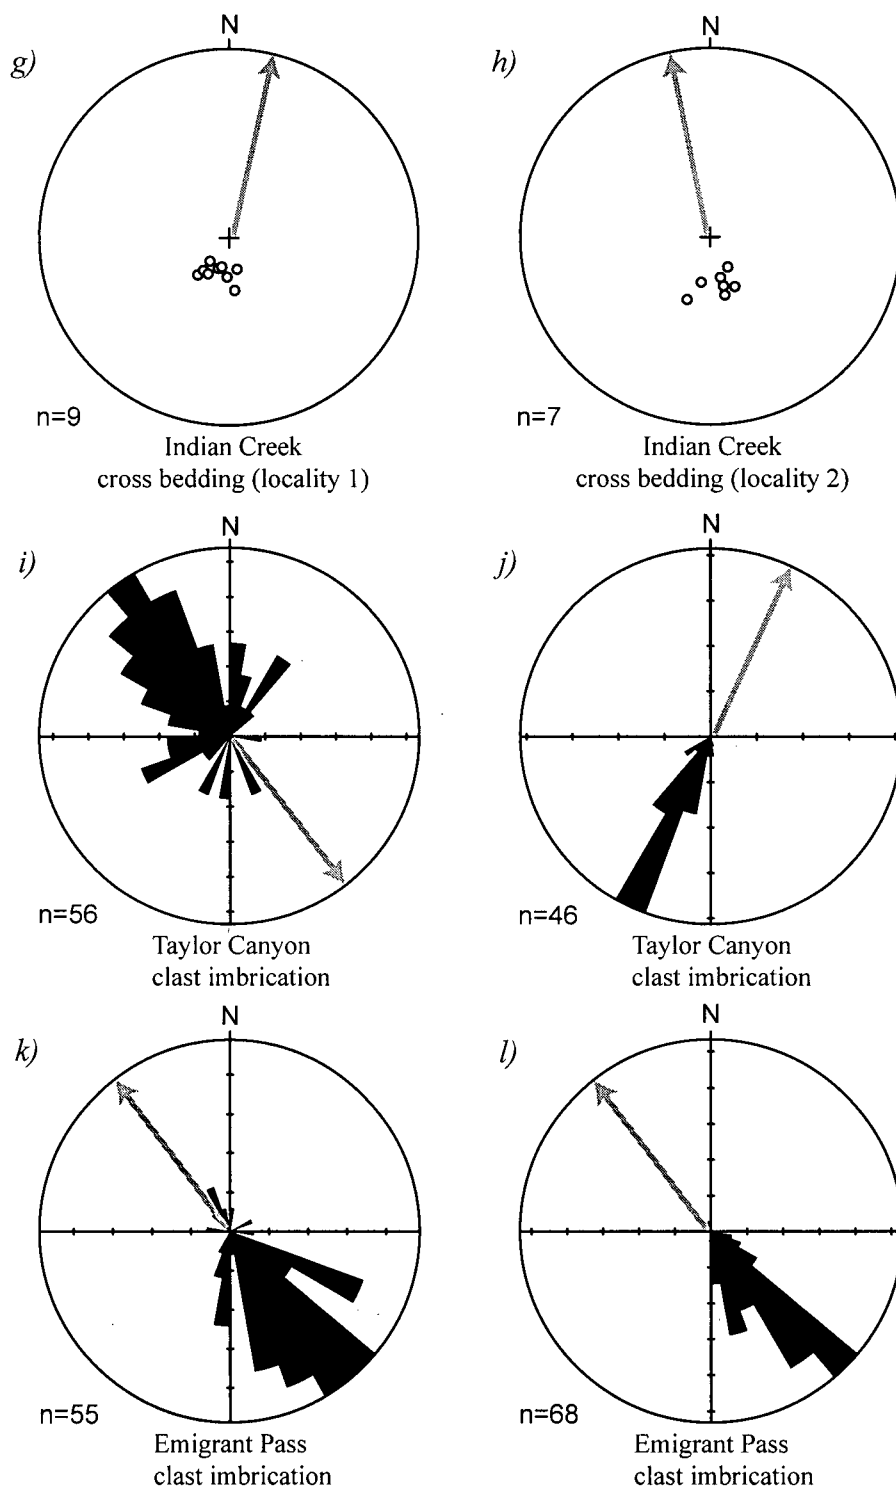 N
N
g)
h)
n=9
n=7
Indian Creek
cross bedding (locality 1)
Indian Creek
cross bedding (locality 2)
N
N
i)
j)
n=56
n=46
Taylor Canyon
clast imbrication
Taylor Canyon
clast imbrication
N
N
k)
l)
n=55
n=68
Emigrant Pass
clast imbrication
Emigrant Pass
clast imbrication